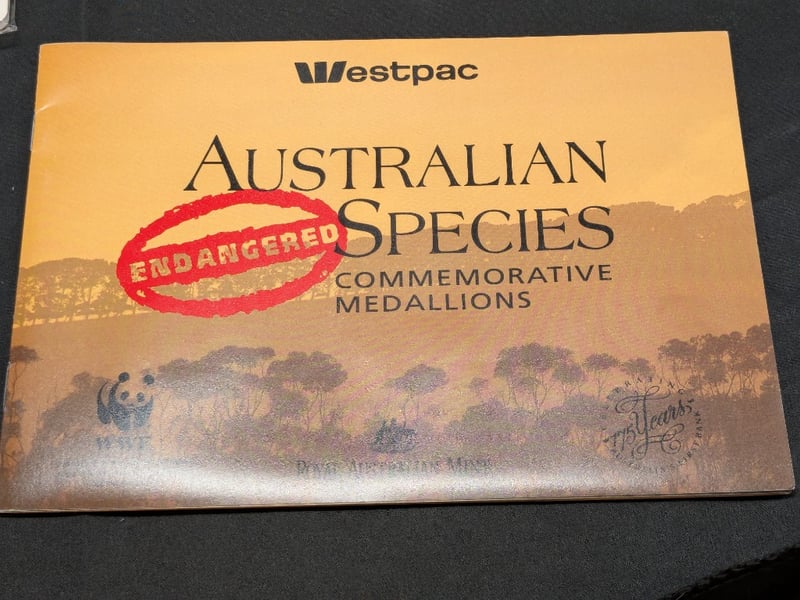 Westpac
AUSTRALIAN
ENDANGERED
SPECIES
COMMEMORATIVE
MEDALLIONS
WWF
ROYAL AUSTRALIAN MINT
175 Years